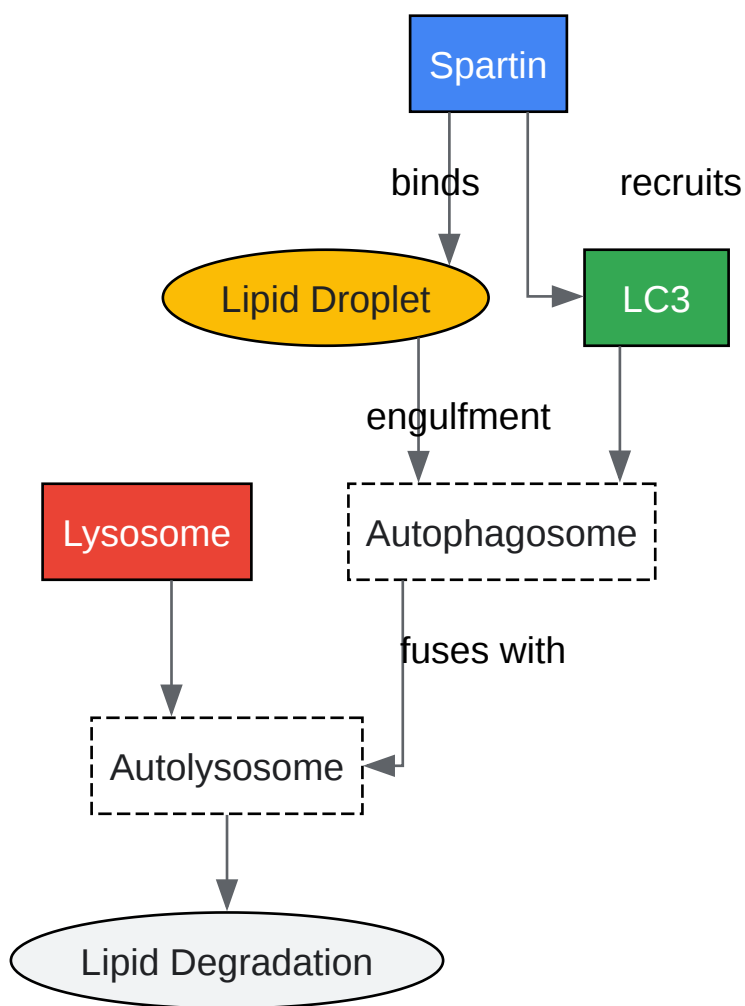 Spartin
binds
recruits
Lipid Droplet
LC3
engulfment
Lysosome
Autophagosome
fuses with
Autolysosome
Lipid Degradation